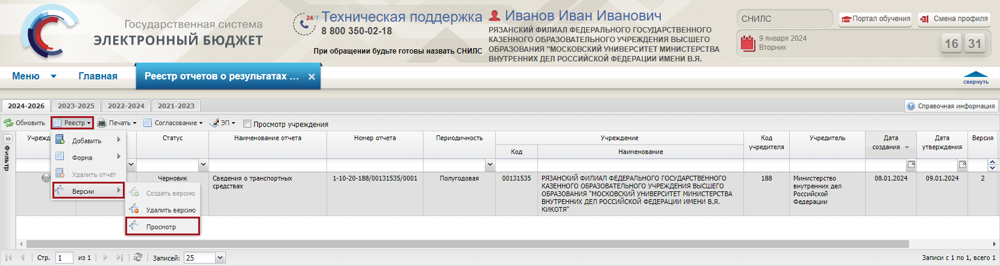 Государственная система
ЭЛЕКТРОННЫЙ БЮДЖЕТ
24/7
Техническая поддержка
8 800 350-02-18
При обращении будьте готовы назвать СНИЛС
Иванов Иван Иванович
РЯЗАНСКИЙ ФИЛИАЛ ФЕДЕРАЛЬНОГО ГОСУДАРСТВЕННОГО
КАЗЕННОГО ОБРАЗОВАТЕЛЬНОГО УЧРЕЖДЕНИЯ ВЫСШЕГО
ОБРАЗОВАНИЯ "МОСКОВСКИЙ УНИВЕРСИТЕТ МИНИСТЕРСТВА
ВНУТРЕННИХ ДЕЛ РОССИЙСКОЙ ФЕДЕРАЦИИ ИМЕНИ В.Я.
СНИЛС
Портал обучения
Смена профиля
9 января 2024
Вторник
16 31
Меню
Главная
Реестр отчетов о результатах ...
свернуть
2024-2026
2023-2025
2022-2024
2021-2023
Справочная информация
Обновить
Реестр
Печать
Согласование
ЭП
Просмотр учреждения
Фильтр
Учрежд
Статус
Наименование отчета
Номер отчета
Периодичность
Учреждение
Код
Наименование
Код
учредителя
Учредитель
Дата
создания
Дата
утверждения
Версия
Добавить
Форма
Удалить отчёт
Версии
Создать версию
Удалить версию
Просмотр
Черновик
Сведения о транспортных
средствах
1-10-20-188/00131535/0001
Полугодовая
00131535
РЯЗАНСКИЙ ФИЛИАЛ ФЕДЕРАЛЬНОГО ГОСУДАРСТВЕННОГО
КАЗЕННОГО ОБРАЗОВАТЕЛЬНОГО УЧРЕЖДЕНИЯ ВЫСШЕГО
ОБРАЗОВАНИЯ "МОСКОВСКИЙ УНИВЕРСИТЕТ МИНИСТЕРСТВА
ВНУТРЕННИХ ДЕЛ РОССИЙСКОЙ ФЕДЕРАЦИИ ИМЕНИ В.Я.
КИКОТЯ"
188
Министерство
внутренних дел
Российской
Федерации
08.01.2024
09.01.2024
2
Стр. 1 из 1
Записей: 25
Записи с 1 по 1, всего 1